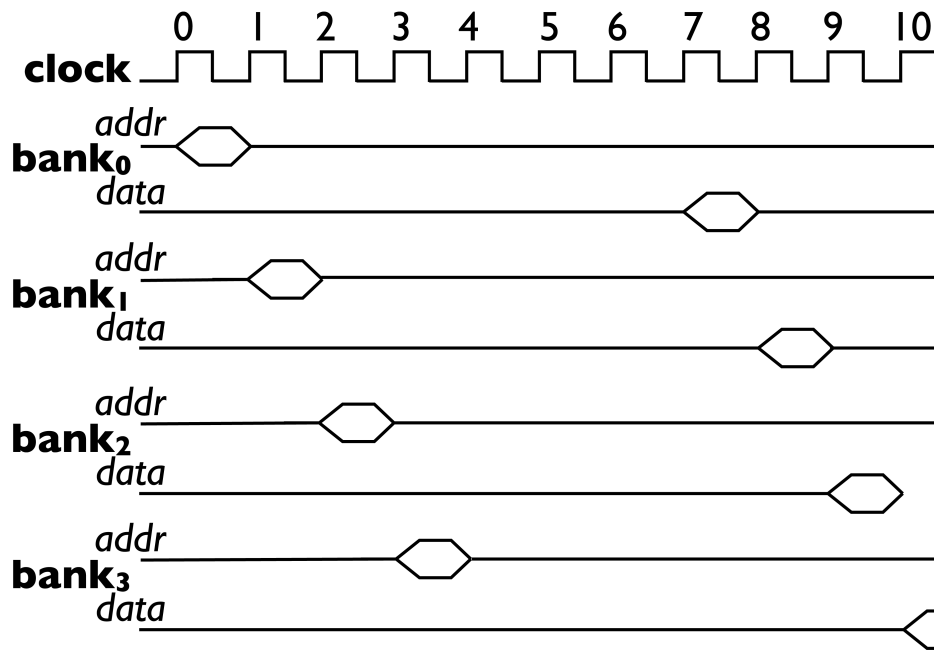 0 1 2 3 4 5 6 7 8 9 10
clock
addr
bank₀
data
addr
bank₁
data
addr
bank₂
data
addr
bank₃
data